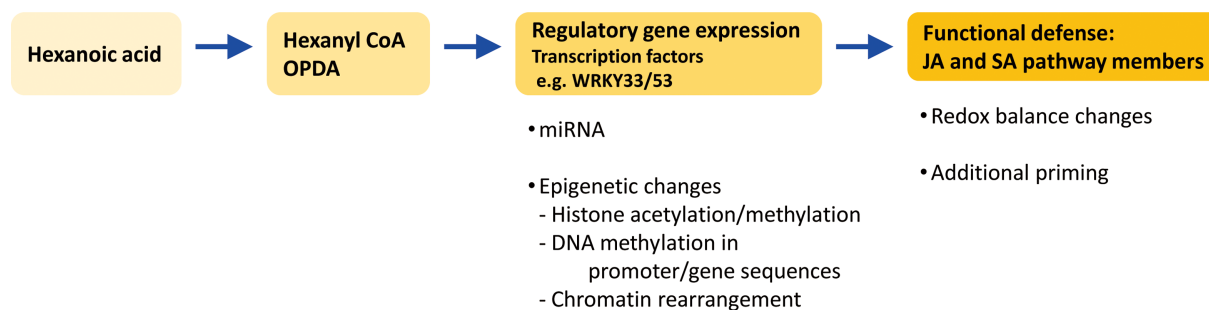 Hexanoic acid
Hexanyl CoA
OPDA
Regulatory gene expression
Transcription factors
e.g. WRKY33/53
• miRNA
• Epigenetic changes
- Histone acetylation/methylation
- DNA methylation in
promoter/gene sequences
- Chromatin rearrangement
Functional defense:
JA and SA pathway members
• Redox balance changes
• Additional priming